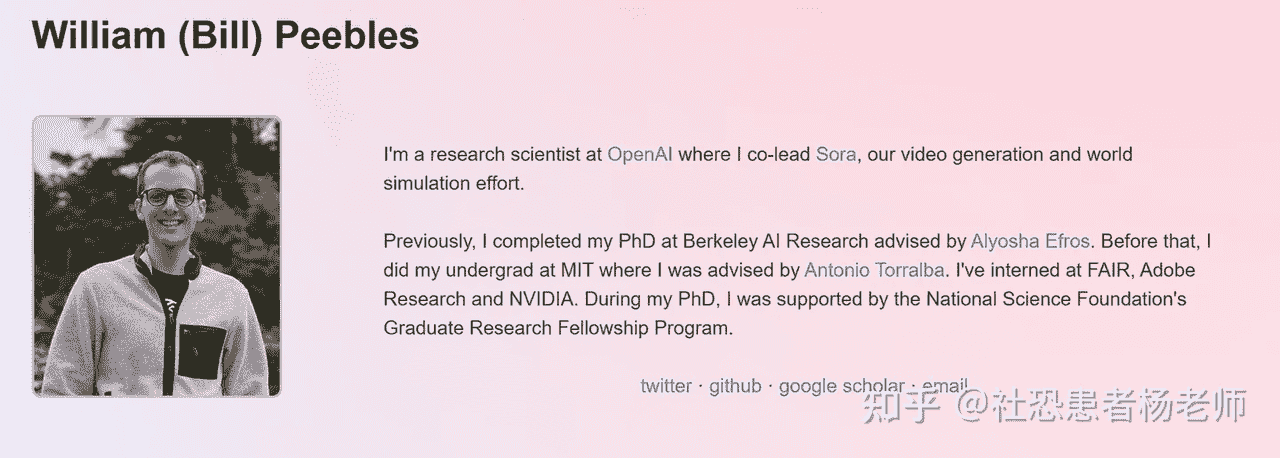 William (Bill) Peebles
I'm a research scientist at OpenAI where I co-lead Sora, our video generation and world
simulation effort.
Previously, I completed my PhD at Berkeley AI Research advised by Alyosha Efros. Before that, I
did my undergrad at MIT where I was advised by Antonio Torralba. I've interned at FAIR, Adobe
Research and NVIDIA. During my PhD, I was supported by the National Science Foundation's
Graduate Research Fellowship Program.
twitter · github · google scholar · email
知乎 @社恐患者杨老师